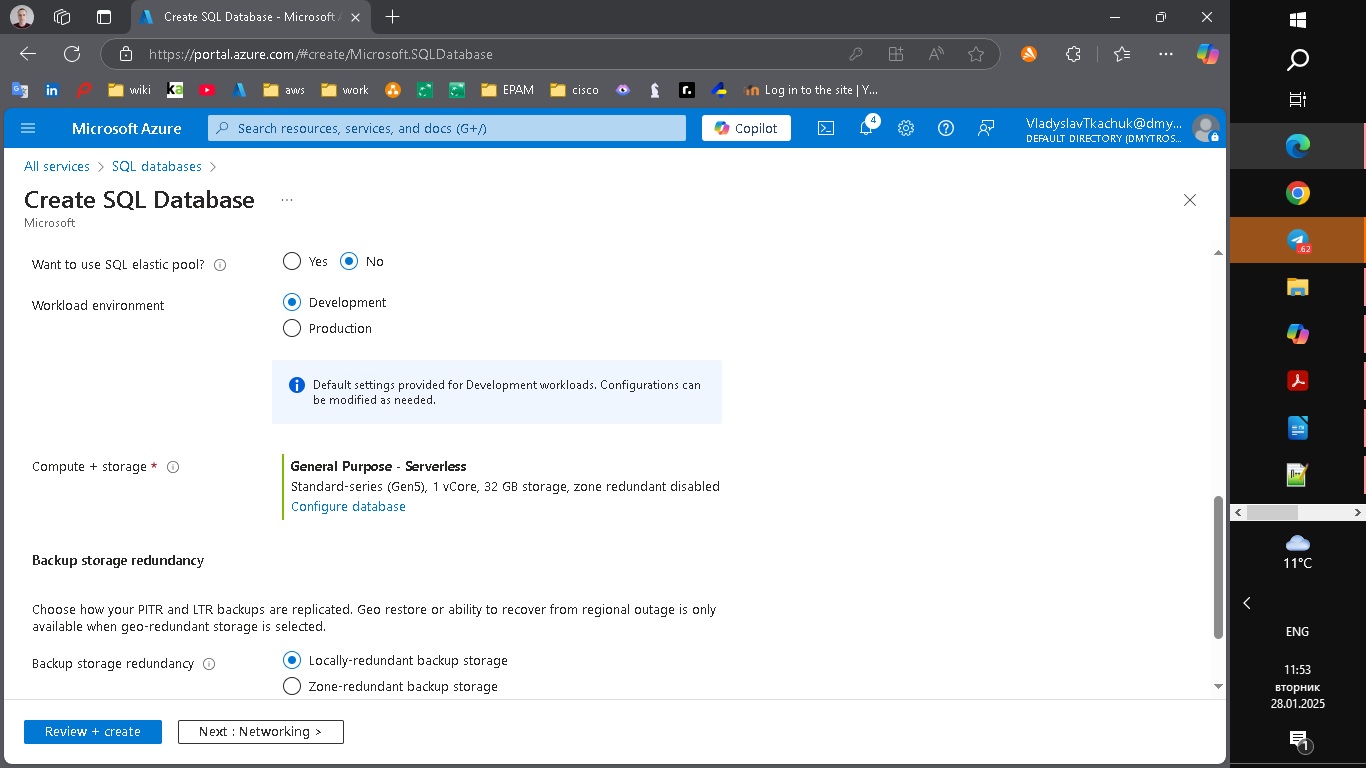 Create SQL Database - Microsoft A
https://portal.azure.com/#create/Microsoft.SQLDatabase
wiki
ka
aws
work
EPAM
cisco
r.
Log in to the site | Y...
Microsoft Azure
Search resources, services, and docs (G+/)
Copilot
4
VladyslavTkachuk@dmy...
DEFAULT DIRECTORY (DMYTROS...
All services > SQL databases >
Create SQL Database ...
Microsoft
Want to use SQL elastic pool?
Yes
No
Workload environment
Development
Production
Default settings provided for Development workloads. Configurations can
be modified as needed.
Compute + storage *
General Purpose - Serverless
Standard-series (Gen5), 1 vCore, 32 GB storage, zone redundant disabled
Configure database
Backup storage redundancy
Choose how your PITR and LTR backups are replicated. Geo restore or ability to recover from regional outage is only
available when geo-redundant storage is selected.
Backup storage redundancy
Locally-redundant backup storage
Zone-redundant backup storage
Review + create
Next : Networking >
62
11°C
ENG
11:53
вторник
28.01.2025
1